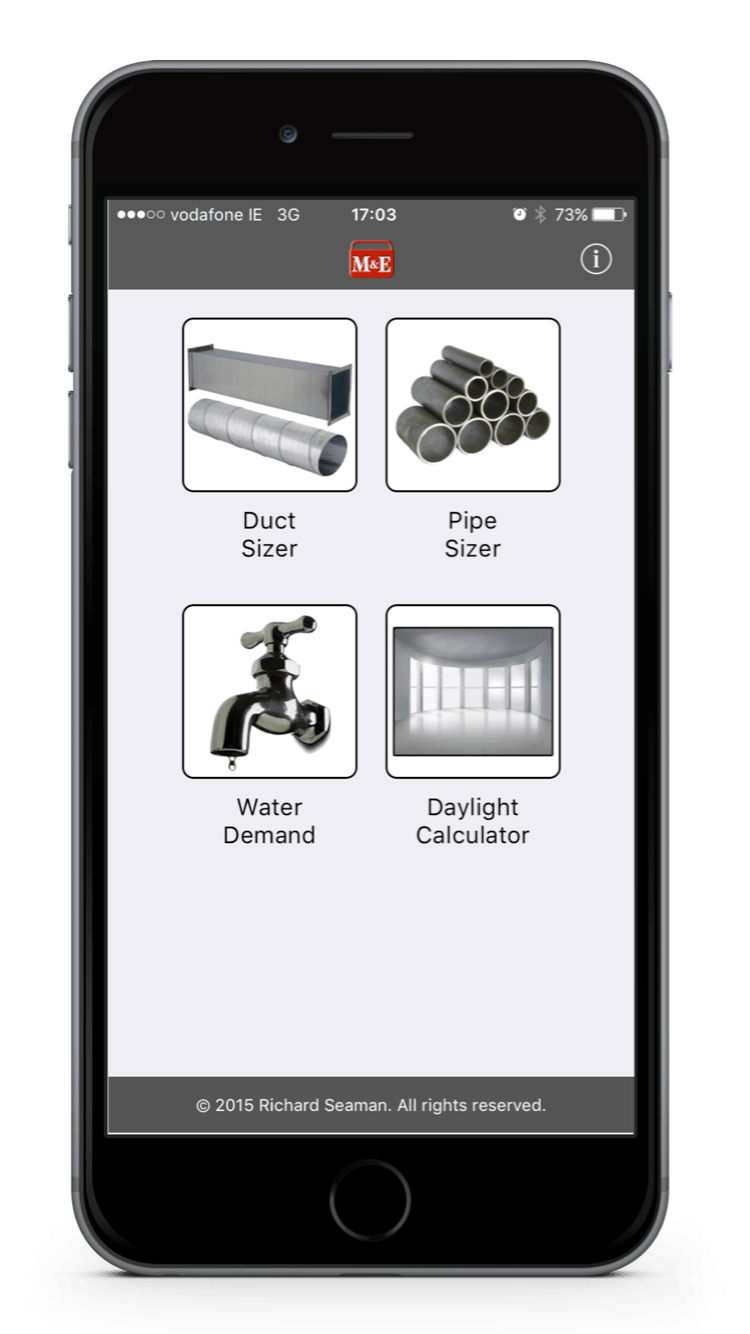 vodafone IE 3G 17:03 73%
M&E
i
Duct
Sizer
Pipe
Sizer
Water
Demand
Daylight
Calculator
© 2015 Richard Seaman. All rights reserved.